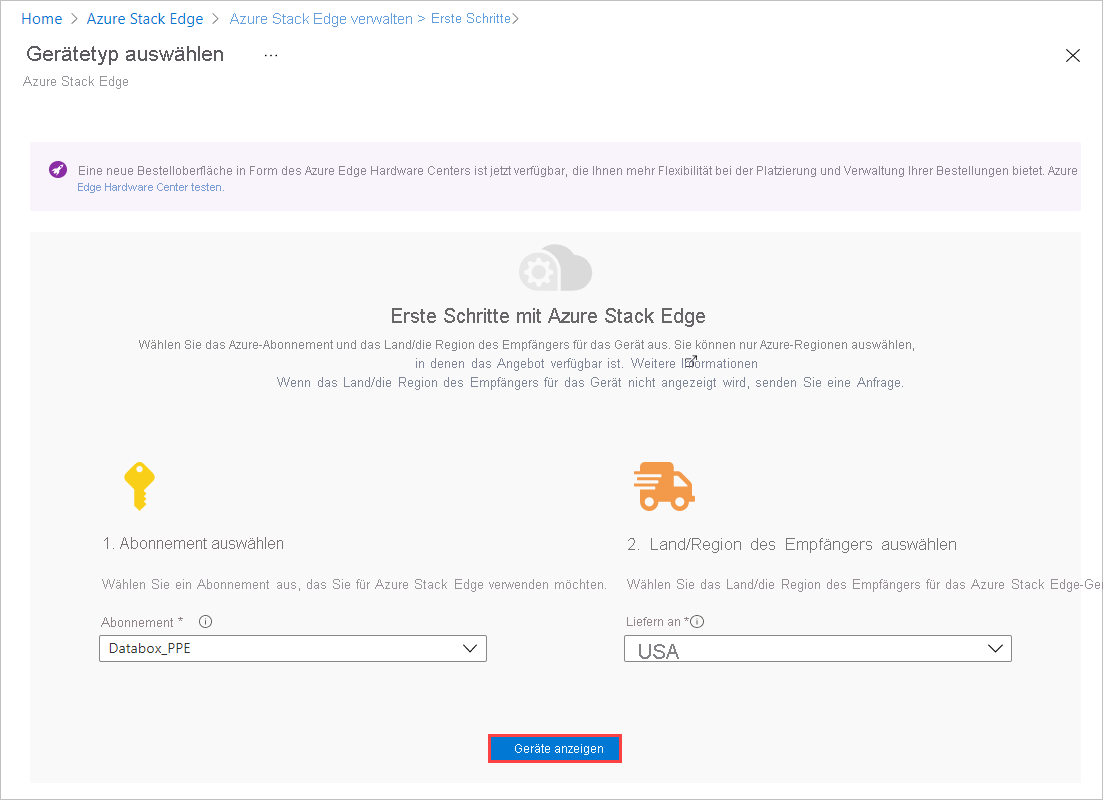 Home > Azure Stack Edge > Azure Stack Edge verwalten > Erste Schritte>
Gerätetyp auswählen ...
Azure Stack Edge
Eine neue Bestelloberfläche in Form des Azure Edge Hardware Centers ist jetzt verfügbar, die Ihnen mehr Flexibilität bei der Platzierung und Verwaltung Ihrer Bestellungen bietet. Azure
Edge Hardware Center testen.
Erste Schritte mit Azure Stack Edge
Wählen Sie das Azure-Abonnement und das Land/die Region des Empfängers für das Gerät aus. Sie können nur Azure-Regionen auswählen,
in denen das Angebot verfügbar ist. Weitere Informationen
Wenn das Land/die Region des Empfängers für das Gerät nicht angezeigt wird, senden Sie eine Anfrage.
1. Abonnement auswählen
Wählen Sie ein Abonnement aus, das Sie für Azure Stack Edge verwenden möchten.
Abonnement *
Databox_PPE
2. Land/Region des Empfängers auswählen
Wählen Sie das Land/die Region des Empfängers für das Azure Stack Edge-Ge
Liefern an *
USA
Geräte anzeigen